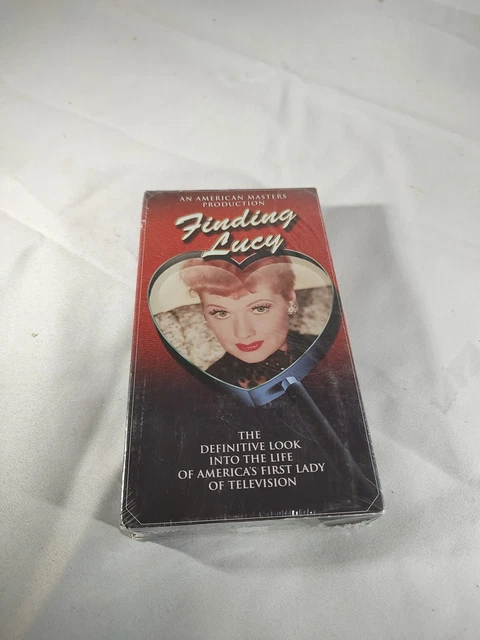 AN AMERICAN MASTERS
PRODUCTION
Finding
Lucy
THE
DEFINITIVE LOOK
INTO THE LIFE
OF AMERICA'S FIRST LADY
OF TELEVISION